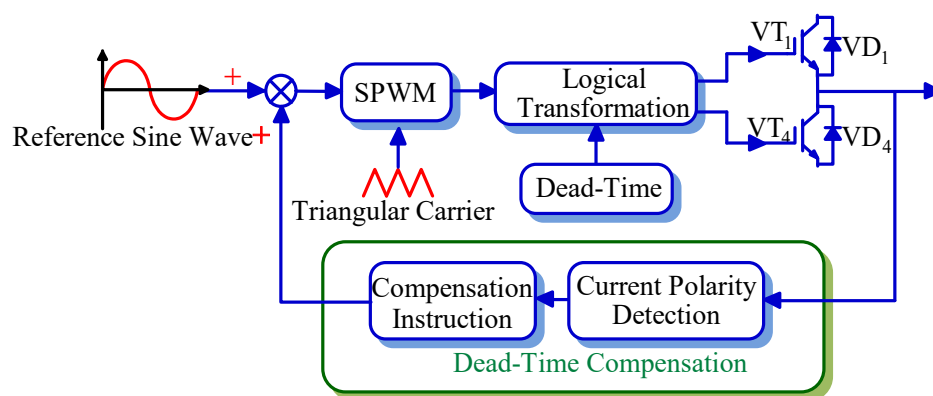 VT1
VD1
+
SPWM
Logical
Transformation
Reference Sine Wave
+
VT4
VD4
Triangular Carrier
Dead-Time
Compensation
Instruction
Current Polarity
Detection
Dead-Time Compensation